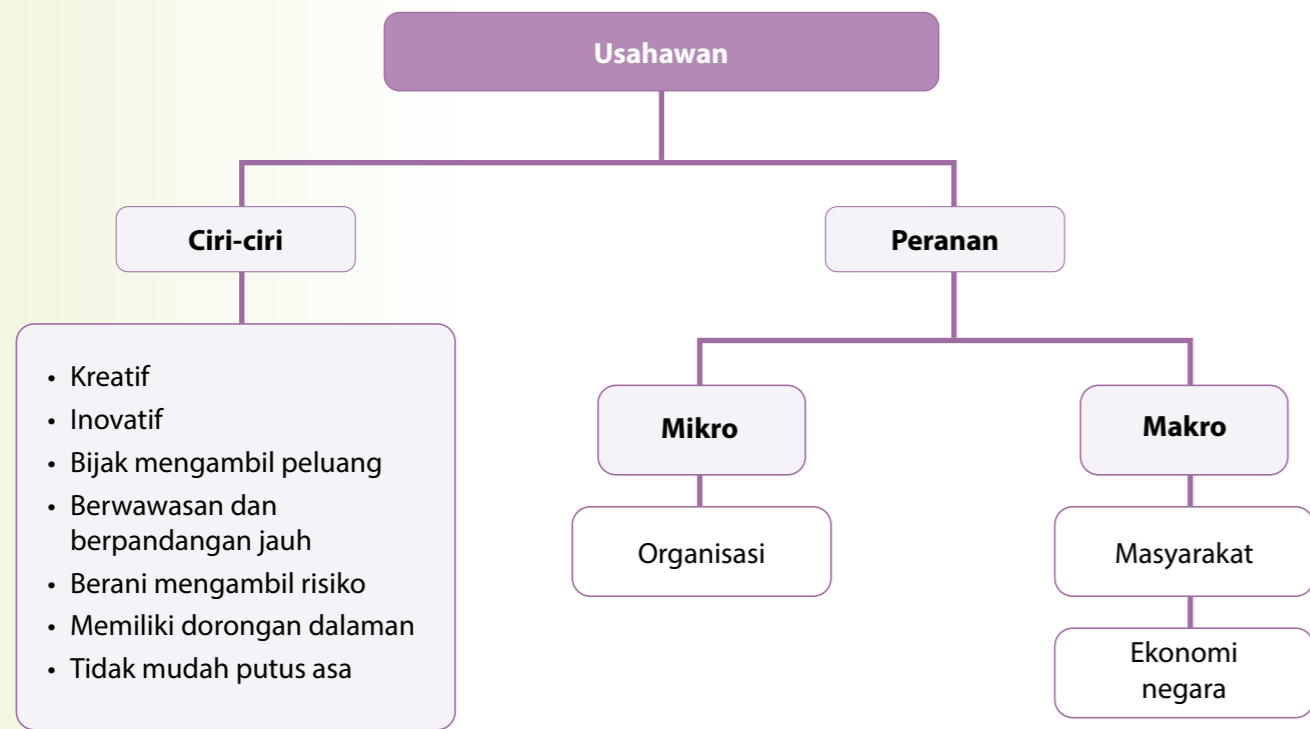 Usahawan
Ciri-ciri
• Kreatif
• Inovatif
• Bijak mengambil peluang
• Berwawasan dan
berpandangan jauh
• Berani mengambil risiko
• Memiliki dorongan dalaman
• Tidak mudah putus asa
Peranan
Mikro
Organisasi
Makro
Masyarakat
Ekonomi
negara